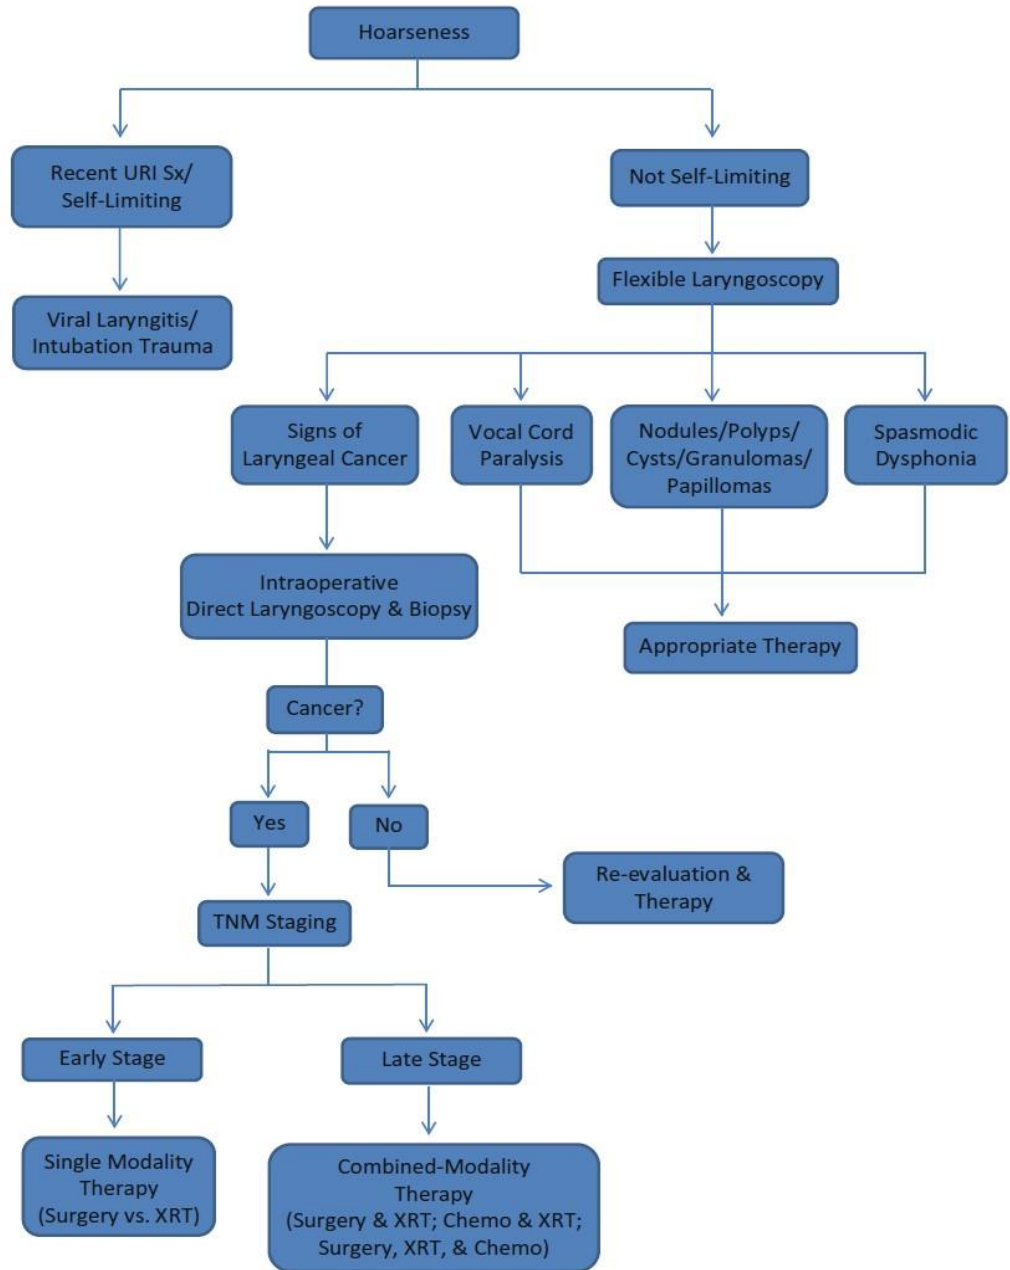 Hoarseness
Recent URI Sx/
Self-Limiting
Not Self-Limiting
Flexible Laryngoscopy
Viral Laryngitis/
Intubation Trauma
Signs of
Laryngeal Cancer
Vocal Cord
Paralysis
Nodules/Polyps/
Cysts/Granulomas/
Papillomas
Spasmodic
Dysphonia
Intraoperative
Direct Laryngoscopy & Biopsy
Appropriate Therapy
Cancer?
Yes
No
Re-evaluation &
Therapy
TNM Staging
Early Stage
Late Stage
Single Modality
Therapy
(Surgery vs. XRT)
Combined-Modality
Therapy
(Surgery & XRT; Chemo & XRT;
Surgery, XRT, & Chemo)